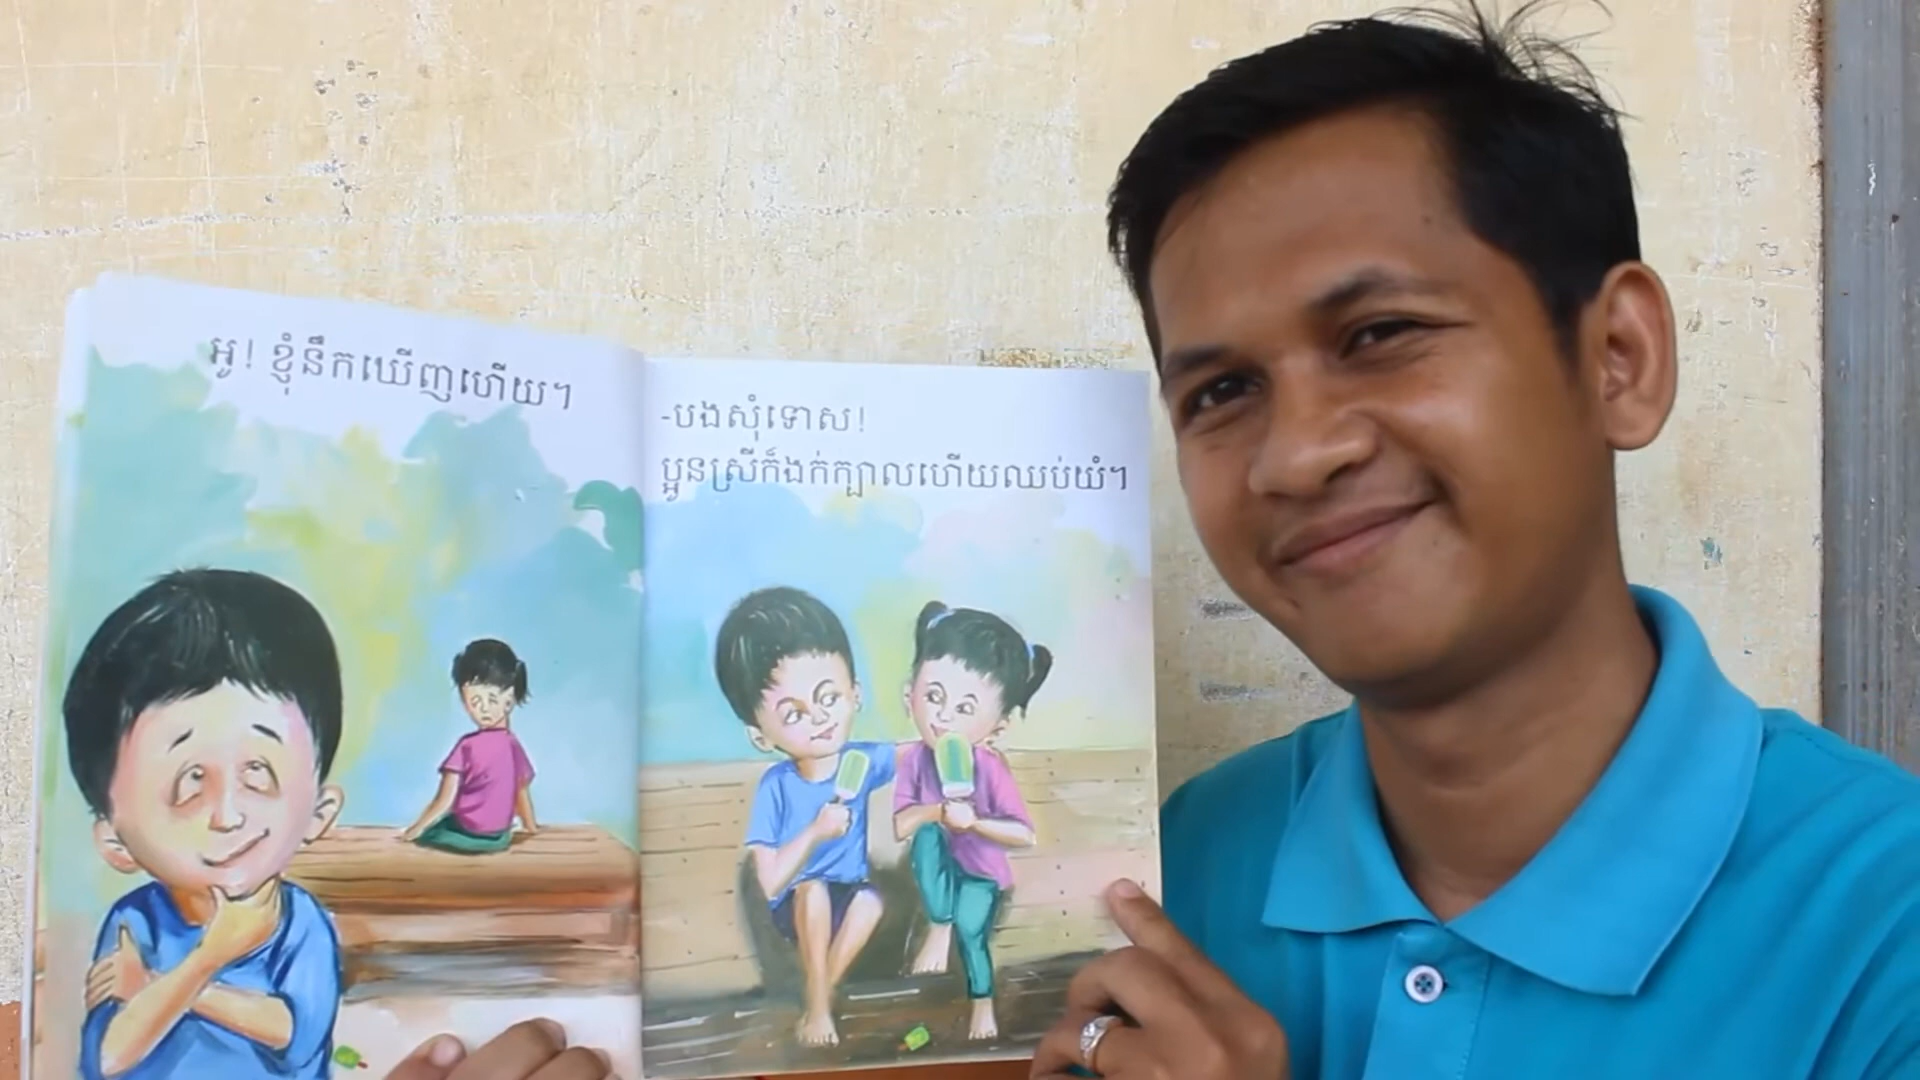 អូ! ខ្ញុំនឹកឃើញហើយ។
-បងសុំទោស!
ប្អូនស្រីក៏ងក់ក្បាលហើយឈប់យំ។